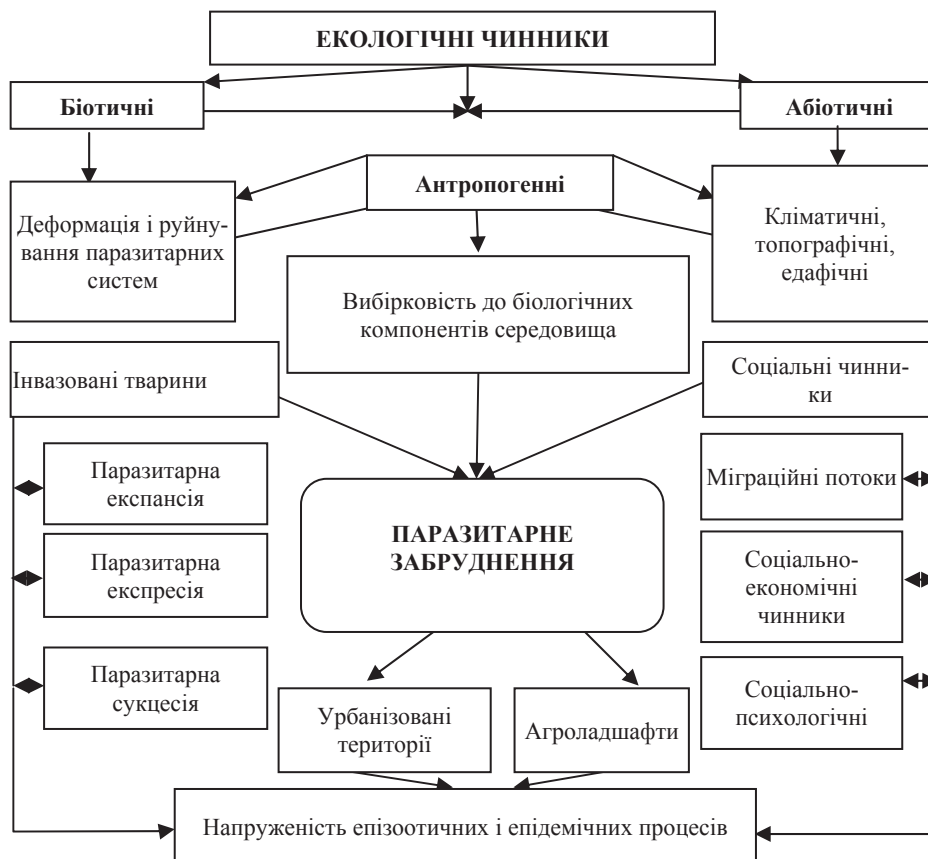 ЕКОЛОГІЧНІ ЧИННИКИ
Біотичні
Абіотичні
Антропогенні
Деформація і руйну-
вання паразитарних
систем
Кліматичні,
топографічні,
едафічні
Вибірковість до біологічних
компонентів середовища
Інвазовані тварини
Соціальні чинни-
ки
Паразитарна
експансія
Міграційні потоки
ПАРАЗИТАРНЕ
ЗАБРУДНЕННЯ
Паразитарна
експресія
Соціально-
економічні
чинники
Паразитарна
сукцесія
Соціально-
психологічні
Урбанізовані
території
Агроладшафти
Напруженість епізоотичних і епідемічних процесів